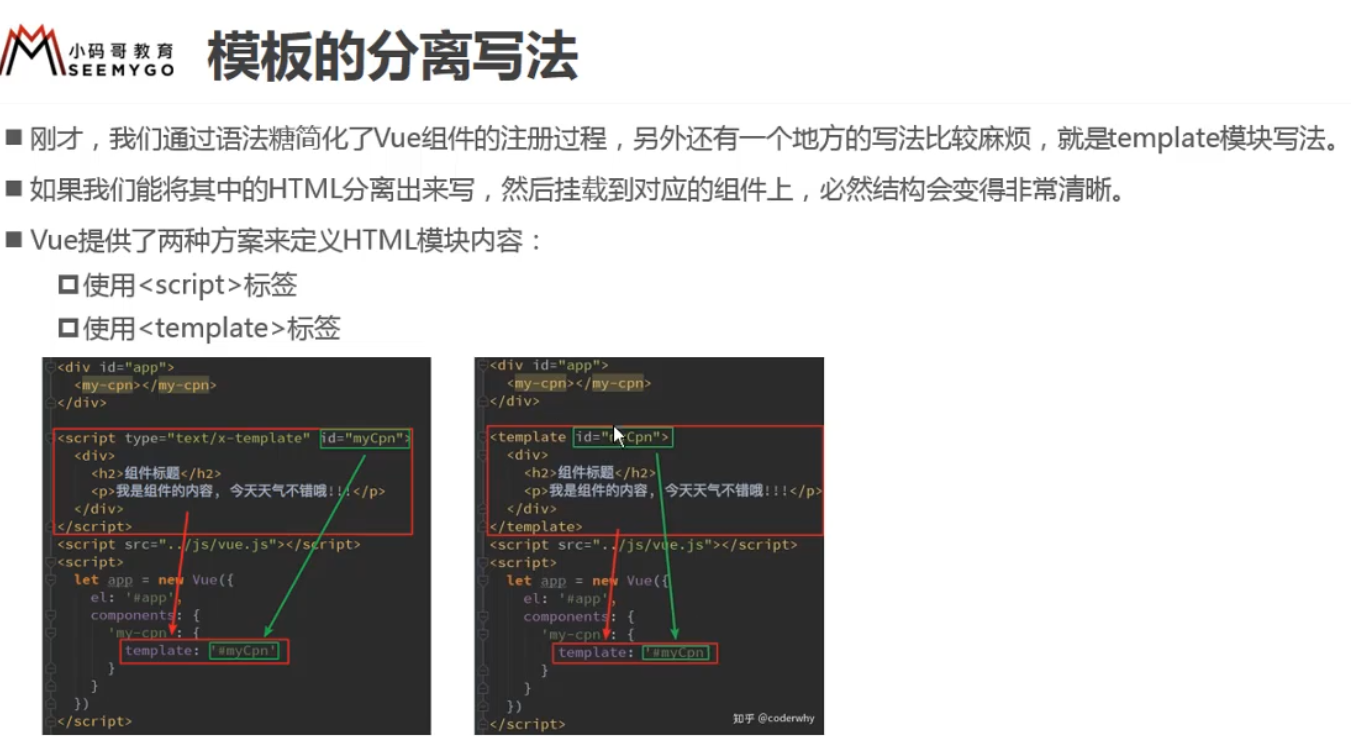 小码哥教育
SEEMYGO
模板的分离写法
刚才，我们通过语法糖简化了Vue组件的注册过程，另外还有一个地方的写法比较麻烦，就是template模块写法。
如果我们能将其中的HTML分离出来写，然后挂载到对应的组件上，必然结构会变得非常清晰。
Vue提供了两种方案来定义HTML模块内容：
使用<script>标签
使用<template>标签
<div id="app">
<my-cpn></my-cpn>
</div>
<script type="text/x-template" id="myCpn">
<div>
<h2>组件标题</h2>
<p>我是组件的内容, 今天天气不错哦!!!</p>
</div>
</script>
<script src="../js/vue.js"></script>
<script>
let app = new Vue({
el: '#app',
components: {
'my-cpn': {
template: '#myCpn'
}
}
})
</script>
<div id="app">
<my-cpn></my-cpn>
</div>
<template id="myCpn">
<div>
<h2>组件标题</h2>
<p>我是组件的内容, 今天天气不错哦!!!</p>
</div>
</template>
<script src="../js/vue.js"></script>
<script>
let app = new Vue({
el: '#app',
components: {
'my-cpn': {
template: '#myCpn'
}
}
})
</script>
知乎 @coderwhy